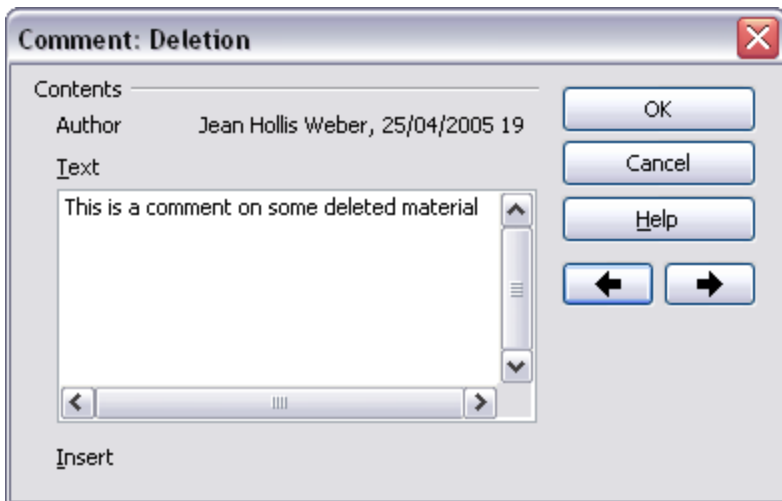 Comment: Deletion
Contents
Author Jean Hollis Weber, 25/04/2005 19
Text
This is a comment on some deleted material
Insert
OK
Cancel
Help